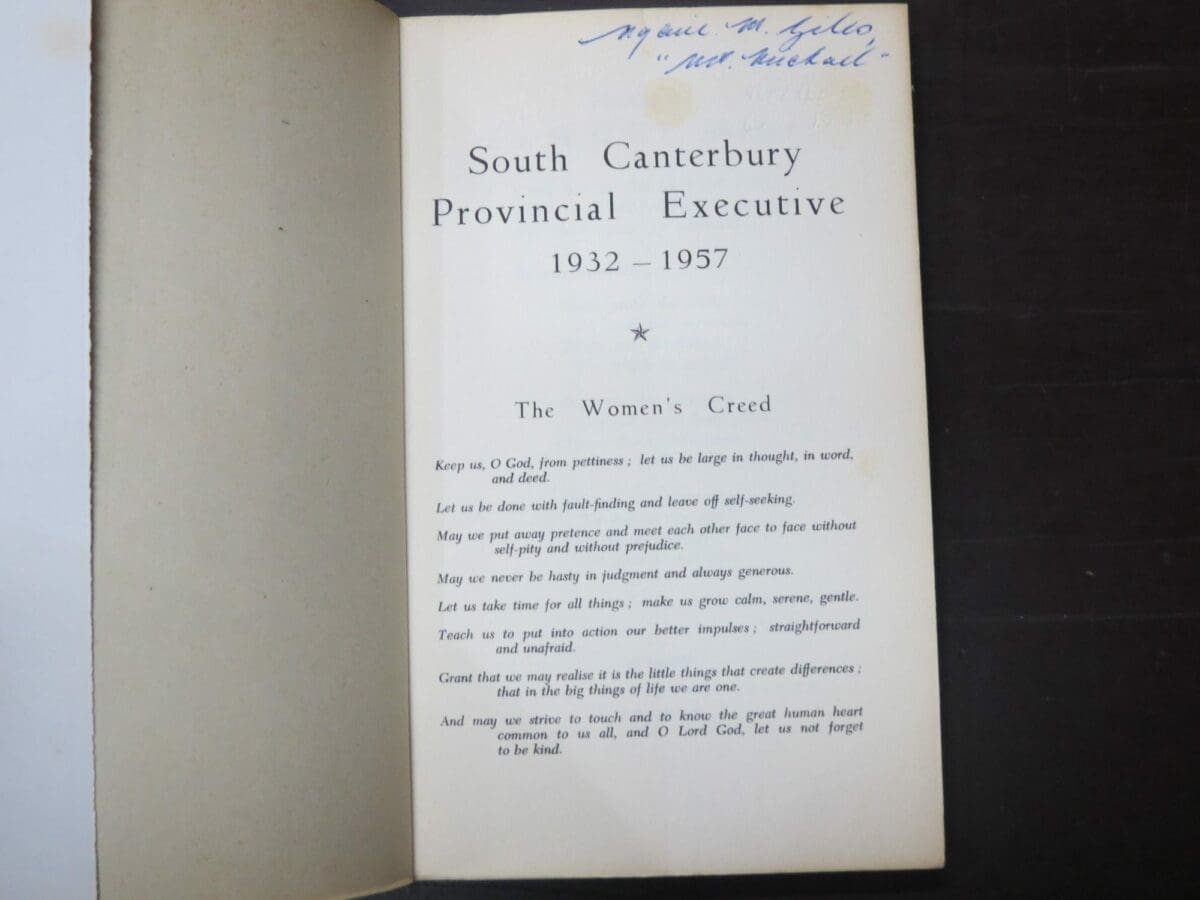 Ngaire M. Giles,
"Mt. Michael"
South Canterbury
Provincial Executive
1932 – 1957
The Women's Creed
Keep us, O God, from pettiness ; let us be large in thought, in word,
and deed.
Let us be done with fault-finding and leave off self-seeking.
May we put away pretence and meet each other face to face without
self-pity and without prejudice.
May we never be hasty in judgment and always generous.
Let us take time for all things ; make us grow calm, serene, gentle.
Teach us to put into action our better impulses ; straightforward
and unafraid.
Grant that we may realise it is the little things that create differences ;
that in the big things of life we are one.
And may we strive to touch and to know the great human heart
common to us all, and O Lord God, let us not forget
to be kind.